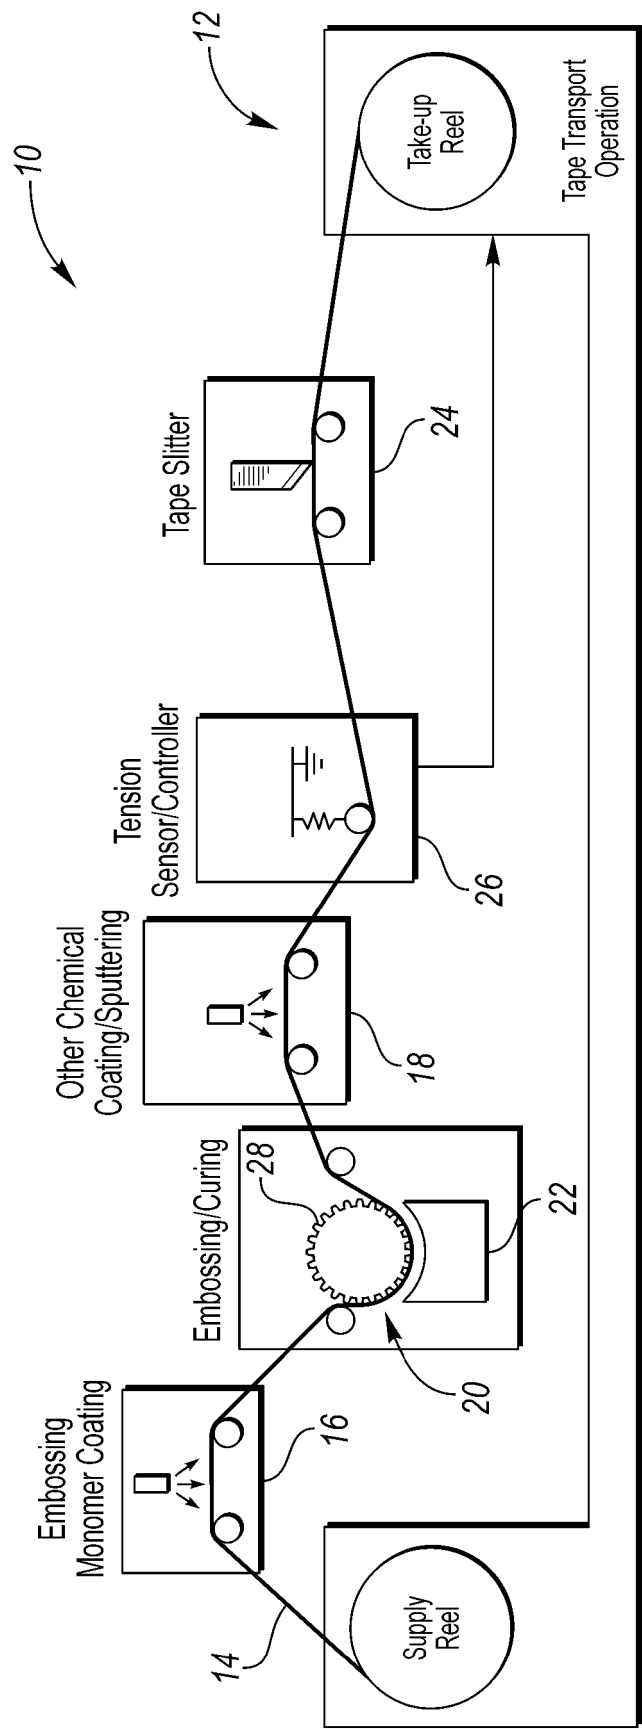 10
12
Embossing
Monomer Coating
16
14
Supply
Reel
Embossing/Curing
28
20
22
Other Chemical
Coating/Sputtering
18
Tension
Sensor/Controller
26
Tape Slitter
24
Take-up
Reel
Tape Transport
Operation